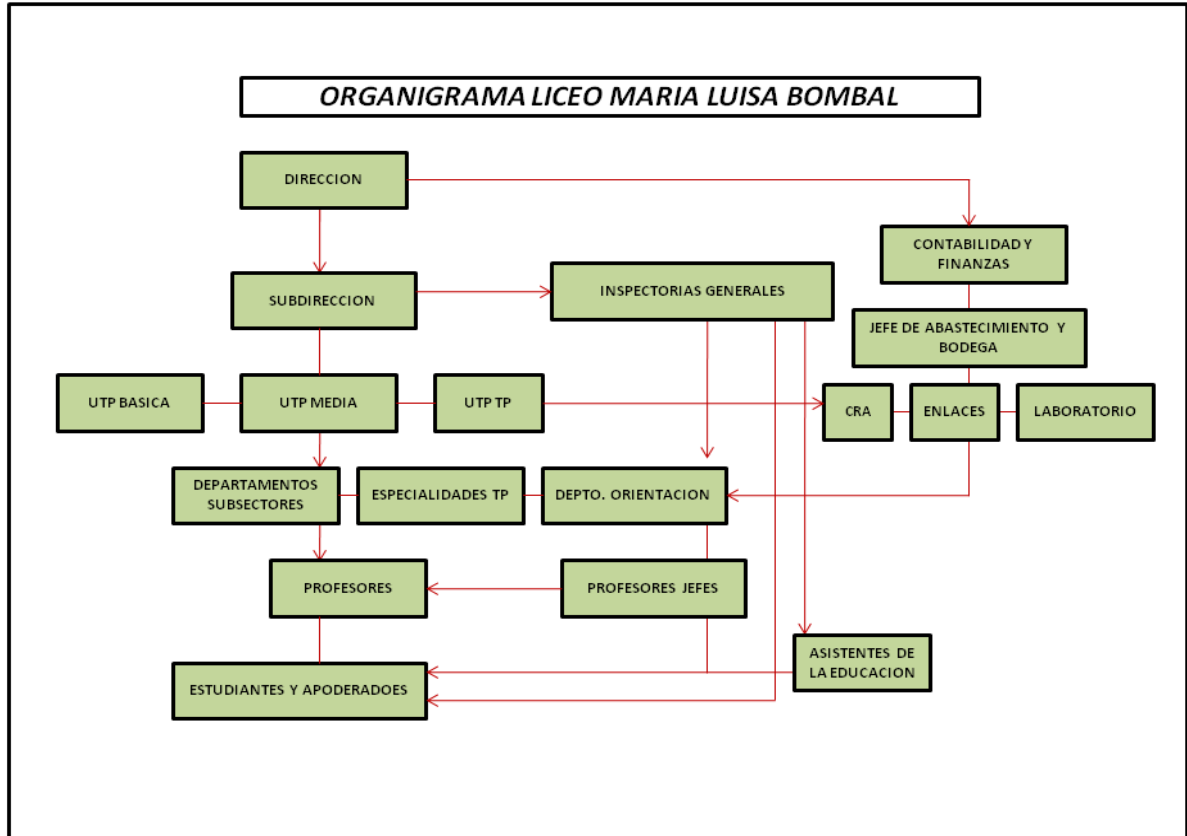 ORGANIGRAMA LICEO MARIA LUISA BOMBAL
DIRECCION
CONTABILIDAD Y
FINANZAS
SUBDIRECCION
INSPECTORIAS GENERALES
JEFE DE ABASTECIMIENTO Y
BODEGA
UTP BASICA
UTP MEDIA
UTP TP
CRA
ENLACES
LABORATORIO
DEPARTAMENTOS
SUBSECTORES
ESPECIALIDADES TP
DEPTO. ORIENTACION
PROFESORES
PROFESORES JEFES
ASISTENTES DE
LA EDUCACION
ESTUDIANTES Y APODERADOES